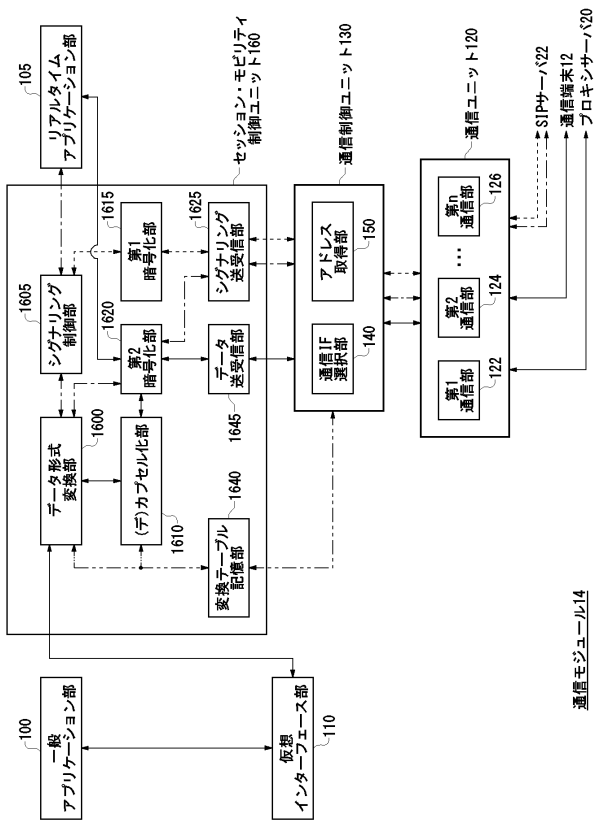 100
一般
アプリケーション部
105
リアルタイム
アプリケーション部
1600
データ形式
変換部
1605
シグナリング
制御部
1610
(デ)カプセル化部
1620
第2
暗号化部
1615
第1
暗号化部
1640
変換テーブル
記憶部
1645
データ
送受信部
1625
シグナリング
送受信部
セッション・モビリティ
制御ユニット160
仮想
インターフェース部
110
通信IF
選択部
140
アドレス
取得部
150
通信制御ユニット130
第1
通信部
122
第2
通信部
124
...
第n
通信部
126
通信ユニット120
SIPサーバ22
通信端末12
プロキシサーバ20
通信モジュール14